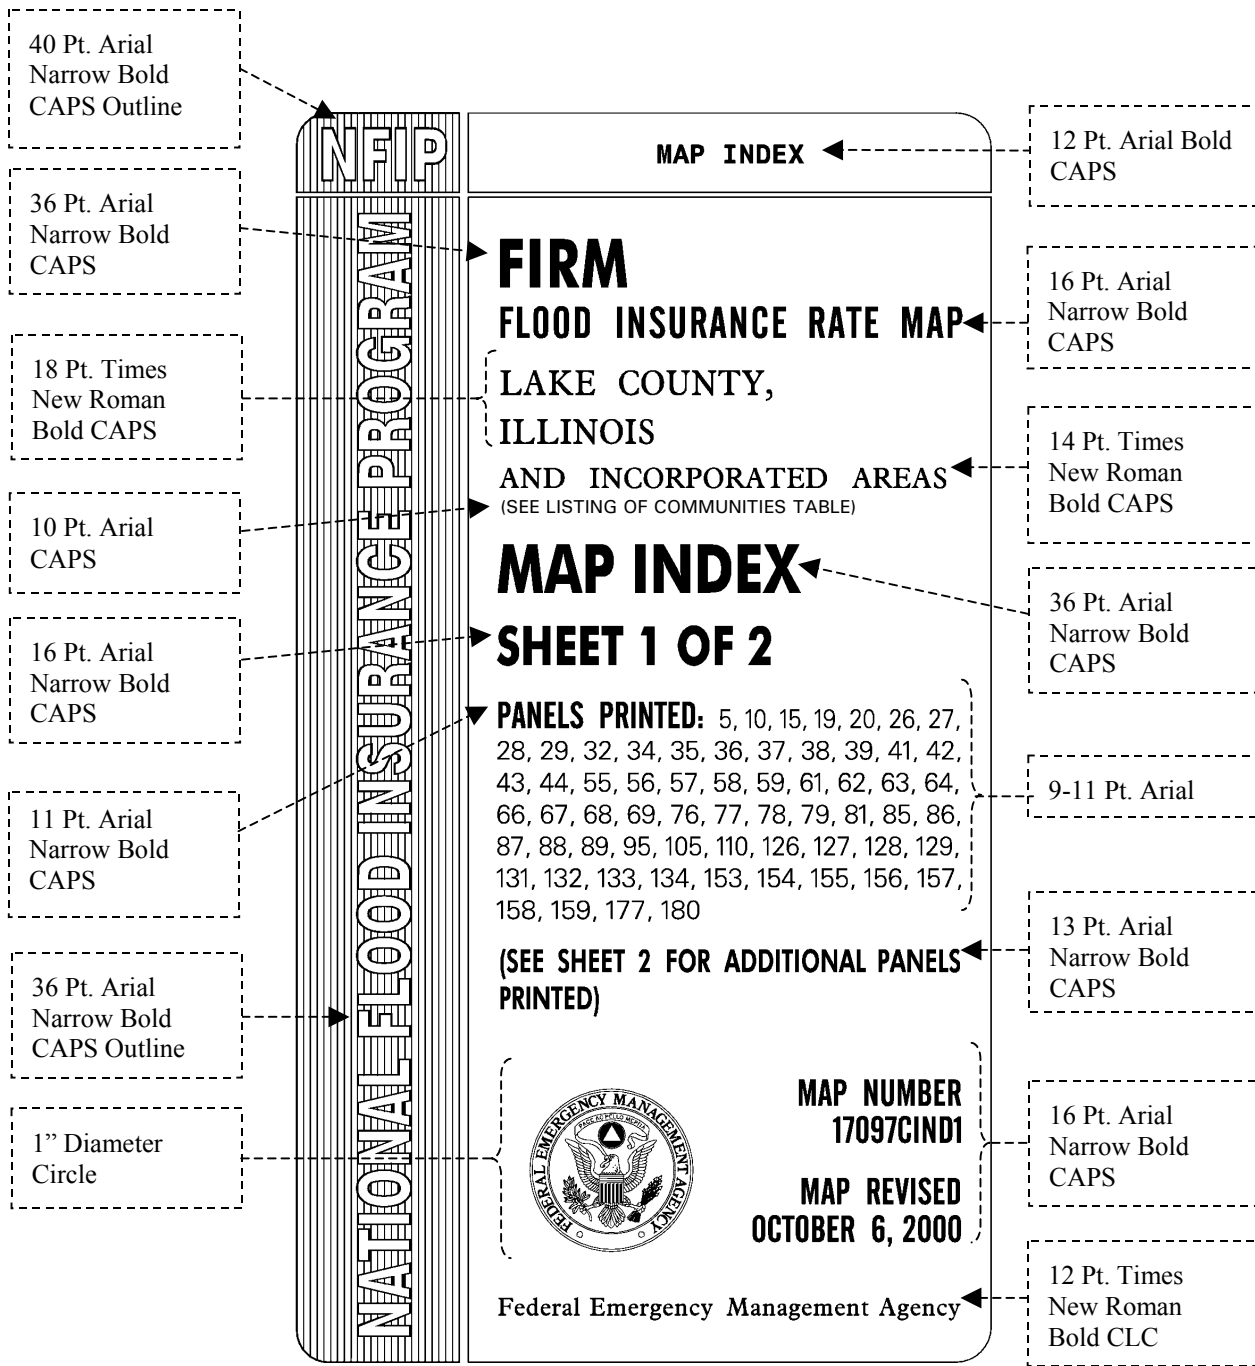 40 Pt. Arial
Narrow Bold
CAPS Outline
36 Pt. Arial
Narrow Bold
CAPS
18 Pt. Times
New Roman
Bold CAPS
10 Pt. Arial
CAPS
16 Pt. Arial
Narrow Bold
CAPS
11 Pt. Arial
Narrow Bold
CAPS
36 Pt. Arial
Narrow Bold
CAPS Outline
1” Diameter
Circle
NFIP
NATIONAL FLOOD INSURANCE PROGRAM
MAP INDEX
FIRM
FLOOD INSURANCE RATE MAP
LAKE COUNTY,
ILLINOIS
AND INCORPORATED AREAS
(SEE LISTING OF COMMUNITIES TABLE)
MAP INDEX
SHEET 1 OF 2
PANELS PRINTED: 5, 10, 15, 19, 20, 26, 27,
28, 29, 32, 34, 35, 36, 37, 38, 39, 41, 42,
43, 44, 55, 56, 57, 58, 59, 61, 62, 63, 64,
66, 67, 68, 69, 76, 77, 78, 79, 81, 85, 86,
87, 88, 89, 95, 105, 110, 126, 127, 128, 129,
131, 132, 133, 134, 153, 154, 155, 156, 157,
158, 159, 177, 180
(SEE SHEET 2 FOR ADDITIONAL PANELS
PRINTED)
FEDERAL EMERGENCY MANAGEMENT AGENCY
MAP NUMBER
17097CIND1
MAP REVISED
OCTOBER 6, 2000
Federal Emergency Management Agency
12 Pt. Arial Bold
CAPS
16 Pt. Arial
Narrow Bold
CAPS
14 Pt. Times
New Roman
Bold CAPS
36 Pt. Arial
Narrow Bold
CAPS
9-11 Pt. Arial
13 Pt. Arial
Narrow Bold
CAPS
16 Pt. Arial
Narrow Bold
CAPS
12 Pt. Times
New Roman
Bold CLC